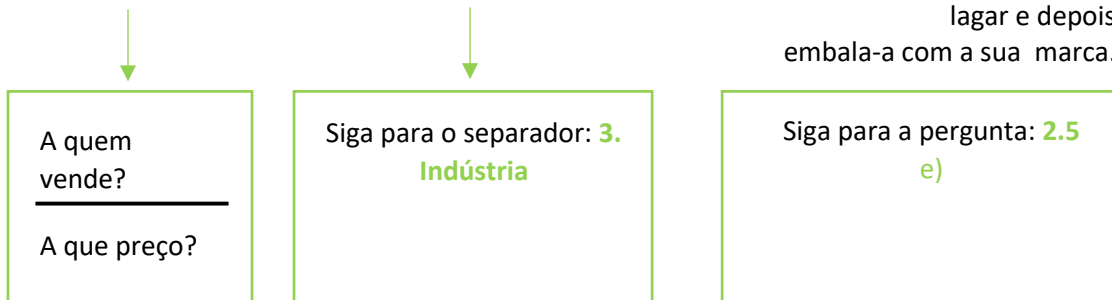 lagar e depois
embala-a com a sua marca.
A quem
vende?
A que preço?
Siga para o separador: 3.
Indústria
Siga para a pergunta: 2.5
e)